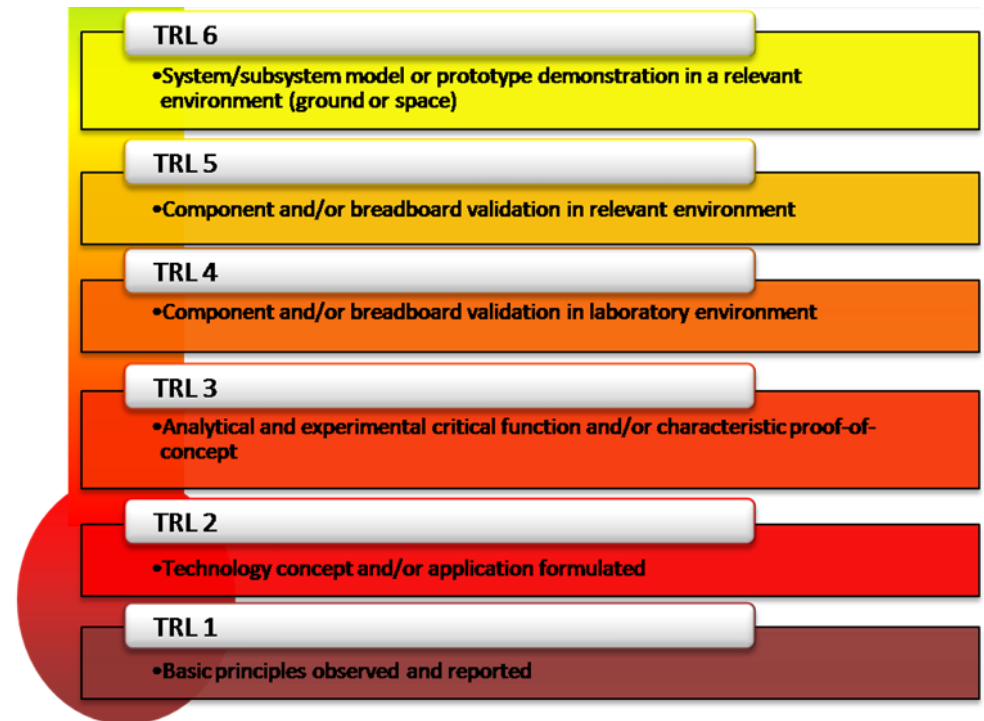 TRL 6
•System/subsystem model or prototype demonstration in a relevant
environment (ground or space)
TRL 5
•Component and/or breadboard validation in relevant environment
TRL 4
•Component and/or breadboard validation in laboratory environment
TRL 3
•Analytical and experimental critical function and/or characteristic proof-of-
concept
TRL 2
•Technology concept and/or application formulated
TRL 1
•Basic principles observed and reported